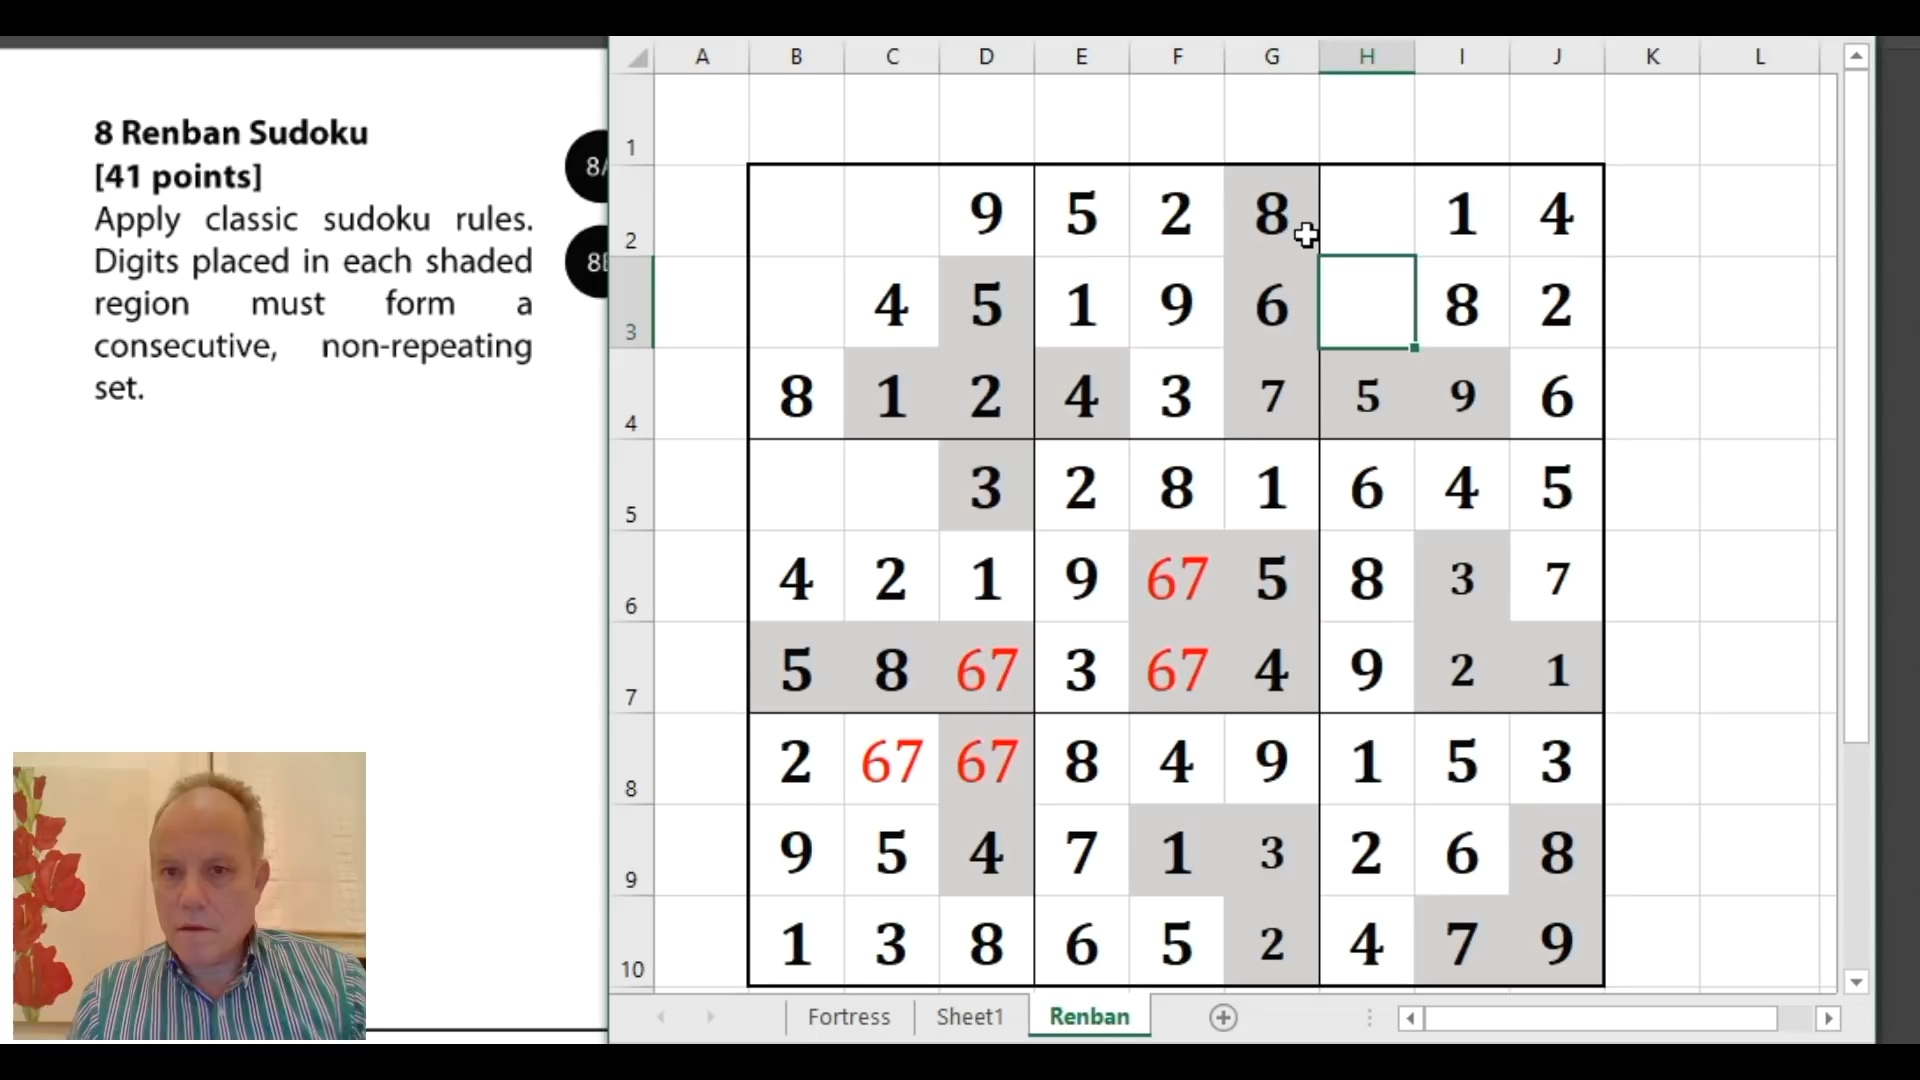 8 Renban Sudoku
[41 points]
Apply classic sudoku rules.
Digits placed in each shaded
region must form a
consecutive, non-repeating
set.
8
8
A B C D E F G H I J K L
1
2 9 5 2 8 1 4
3 4 5 1 9 6 8 2
4 8 1 2 4 3 7 5 9 6
5 3 2 8 1 6 4 5
6 4 2 1 9 67 5 8 3 7
7 5 8 67 3 67 4 9 2 1
8 2 67 67 8 4 9 1 5 3
9 9 5 4 7 1 3 2 6 8
10 1 3 8 6 5 2 4 7 9
Fortress Sheet1 Renban